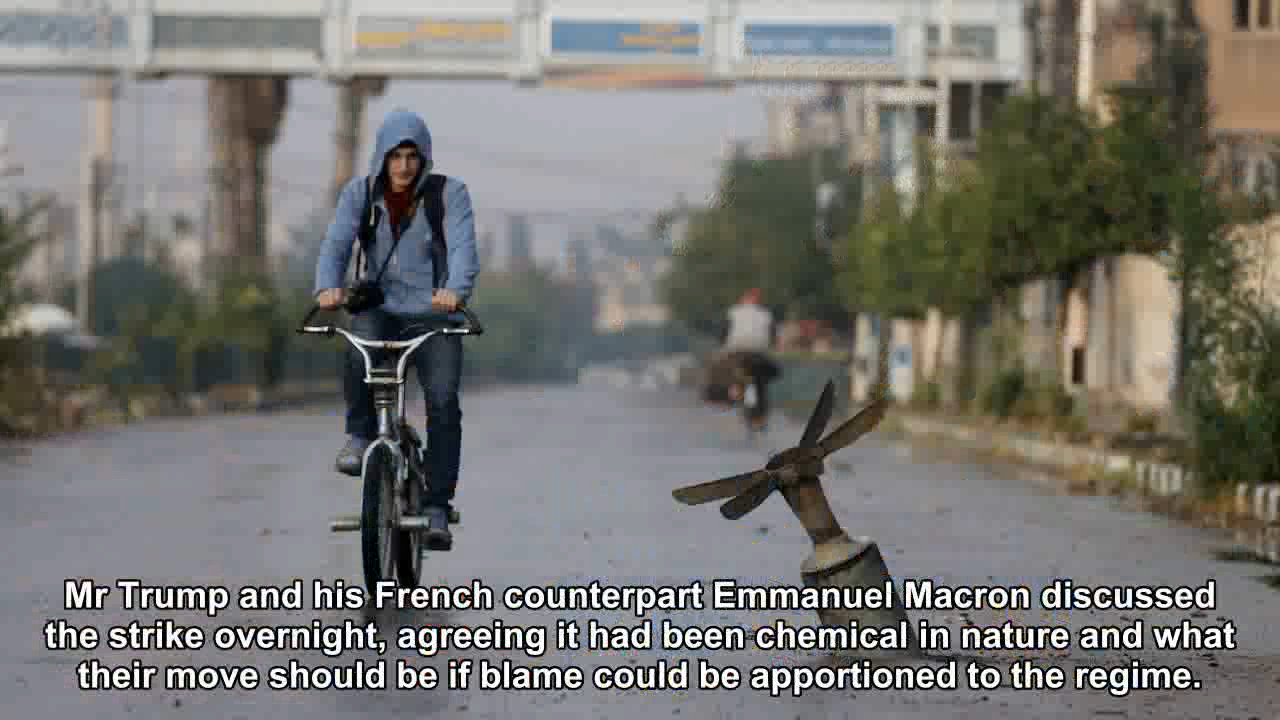 Mr Trump and his French counterpart Emmanuel Macron discussed
the strike overnight, agreeing it had been chemical in nature and what
their move should be if blame could be apportioned to the regime.